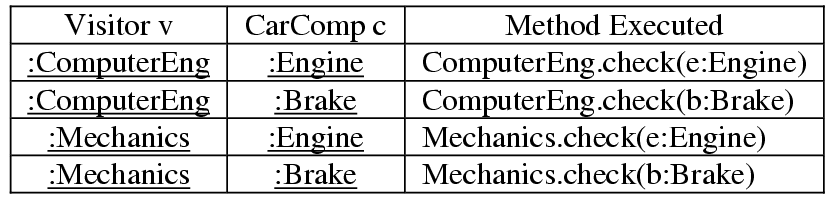 Visitor v CarComp c Method Executed
:ComputerEng :Engine ComputerEng.check(e:Engine)
:ComputerEng :Brake ComputerEng.check(b:Brake)
:Mechanics :Engine Mechanics.check(e:Engine)
:Mechanics :Brake Mechanics.check(b:Brake)